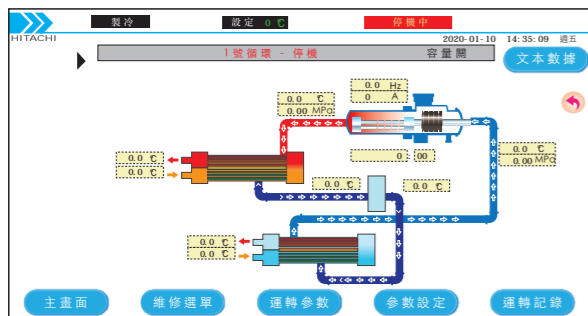 製冷 設定 0 ℃ 停機中
HITACHI 2020-01-10 14:35:09 週五
1號循環 - 停機 容量關
文本數據
0.0 Hz
0 A
0.0 ℃
0.00 MPa
0 00
0.0 ℃
0.00 MPa
0.0 ℃
0.0 ℃
0.0 ℃ 0.0 ℃
0.0 ℃
0.0 ℃
主畫面 維修選單 運轉參數 參數設定 運轉記錄